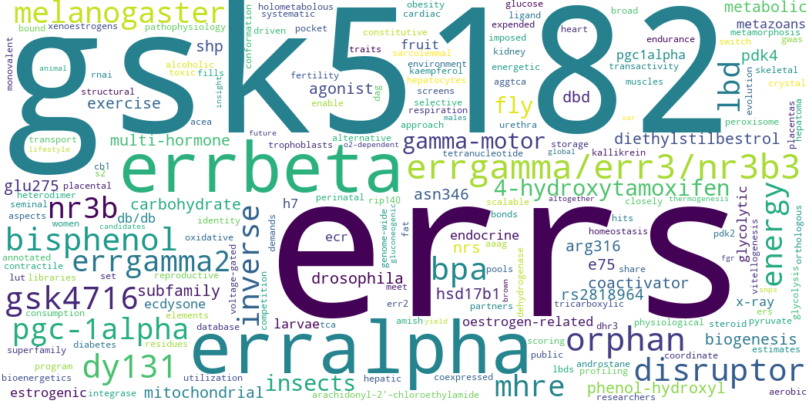 melanogaster
holometabolous
systematic
obesity
cardiac
glucose
broad
metabolic
bound
xenoestrogens
pathophysiology
driven
pocket
ligand
expended
imposed
metamorphosis
gwas
metazoans
gsk5182
monovalent
alcoholic
toxic
fills
shp
conformation
traits
constitutive
sarcolemmal
fruit
environment
kaempferol
kidney
energetic
heart
endurance
switch
pgc1alpha
transactivity
muscles
pdk4
animal
rnai
structural
exercise
insight
acea
fertility
enable
agonist
dag
screens
selective
respiration
males
approach
hepatocytes
aggtca
fly
dbd
lbd
evolution
skeletal
crystal
peroxisome
placentas
hepatoma
transport
lifestyle
multi-hormone
future
trophoblasts
alternative
o2-dependent
gamma-motor
tetranucleotide
urethra
storage
global
var
kallikrein
diethylstilbestrol
cb1
s2
errbeta
errgamma/err3/nr3b3
glu275
placental
heterodimer
seminal
aspects
women
nr3b
db/db
candidates
carbohydrate
identity
h7
perinatal
rip140
genome-wide
gluconeogenic
fat
asn346
scalable
bonds
4-hydroxytamoxifen
altogether
closely
thermogenesis
energy
glycolytic
vitellogenesis
glycolysis
orthologous
bisphenol
oxidative
voltage-gated
inverse
demands
ecr
errs
endocrine
nrs
aaag
hits
homeostasis
pdk2
arg316
fgr
annotated
contractile
lut
libraries
errgamma2
set
reproductive
competition
drosophila
meet
bpa
pools
brown
dehydrogenase
e75
share
coactivator
rs2818964
gsk4716
subfamily
ecdysone
consumption
elements
hsd17b1
partners
tricarboxylic
x-ray
snps
ers
pgc-1alpha
database
larvae
tca
err2
amish
yield
oestrogen-related
dhr3
physiological
steroid
pyruvate
superfamily
diabetes
residues
erralpha
scoring
orphan
coordinate
biogenesis
estimates
program
dy131
bioenergetics
utilization
insects
hepatic
coexpressed
public
lbds
androstane
profiling
disruptor
estrogenic
integrase
mitochondrial
arachidonyl-2'-chloroethylamide
mhre
phenol-hydroxyl
researchers
aerobic